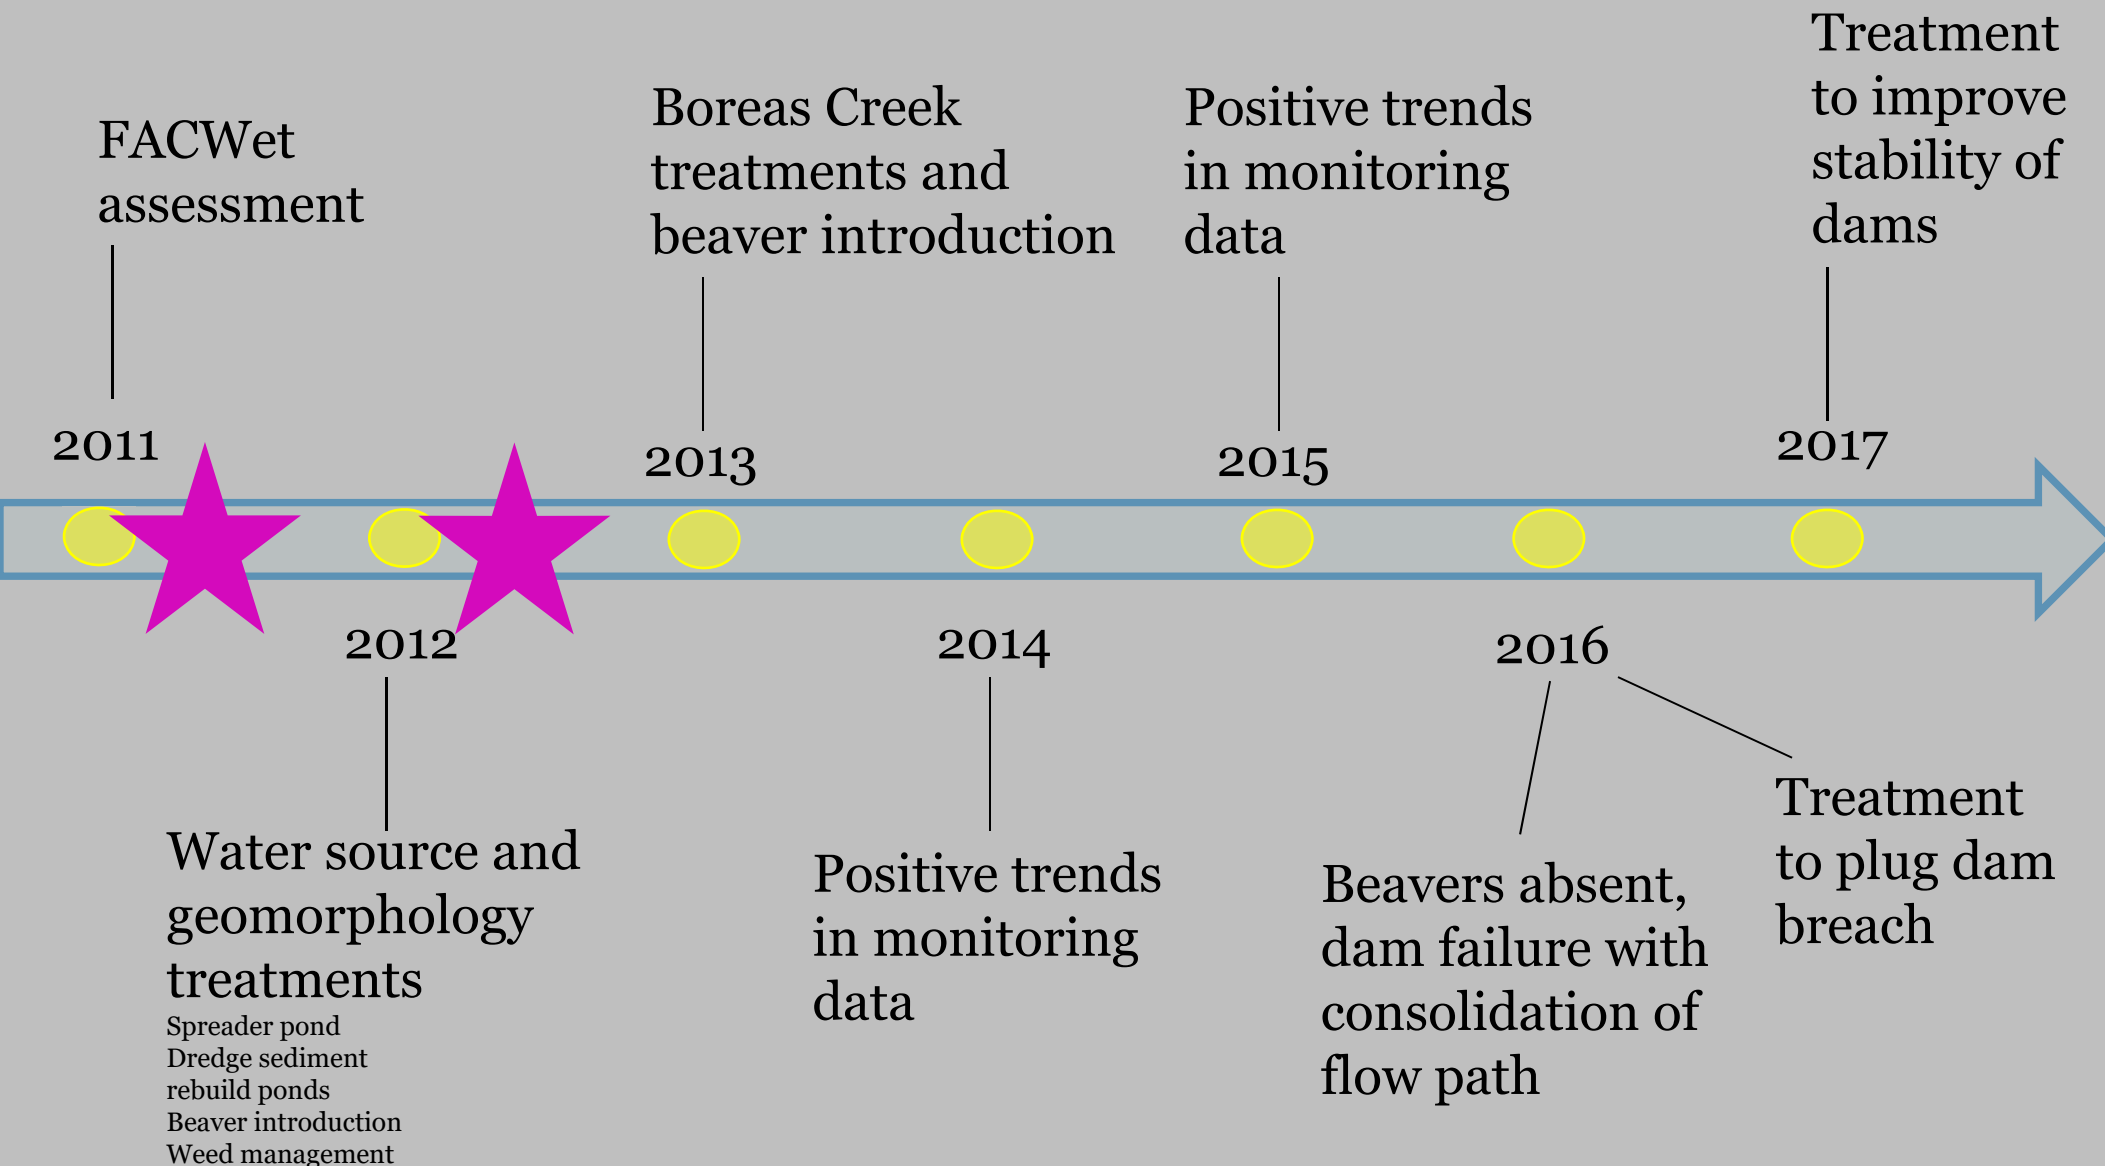 FACWet
assessment
2011
Water source and
geomorphology
treatments
Spreader pond
Dredge sediment
rebuild ponds
Beaver introduction
Weed management
2012
Boreas Creek
treatments and
beaver introduction
2013
2014
Positive trends
in monitoring
data
Positive trends
in monitoring
data
2015
2016
Beavers absent,
dam failure with
consolidation of
flow path
Treatment
to plug dam
breach
Treatment
to improve
stability of
dams
2017